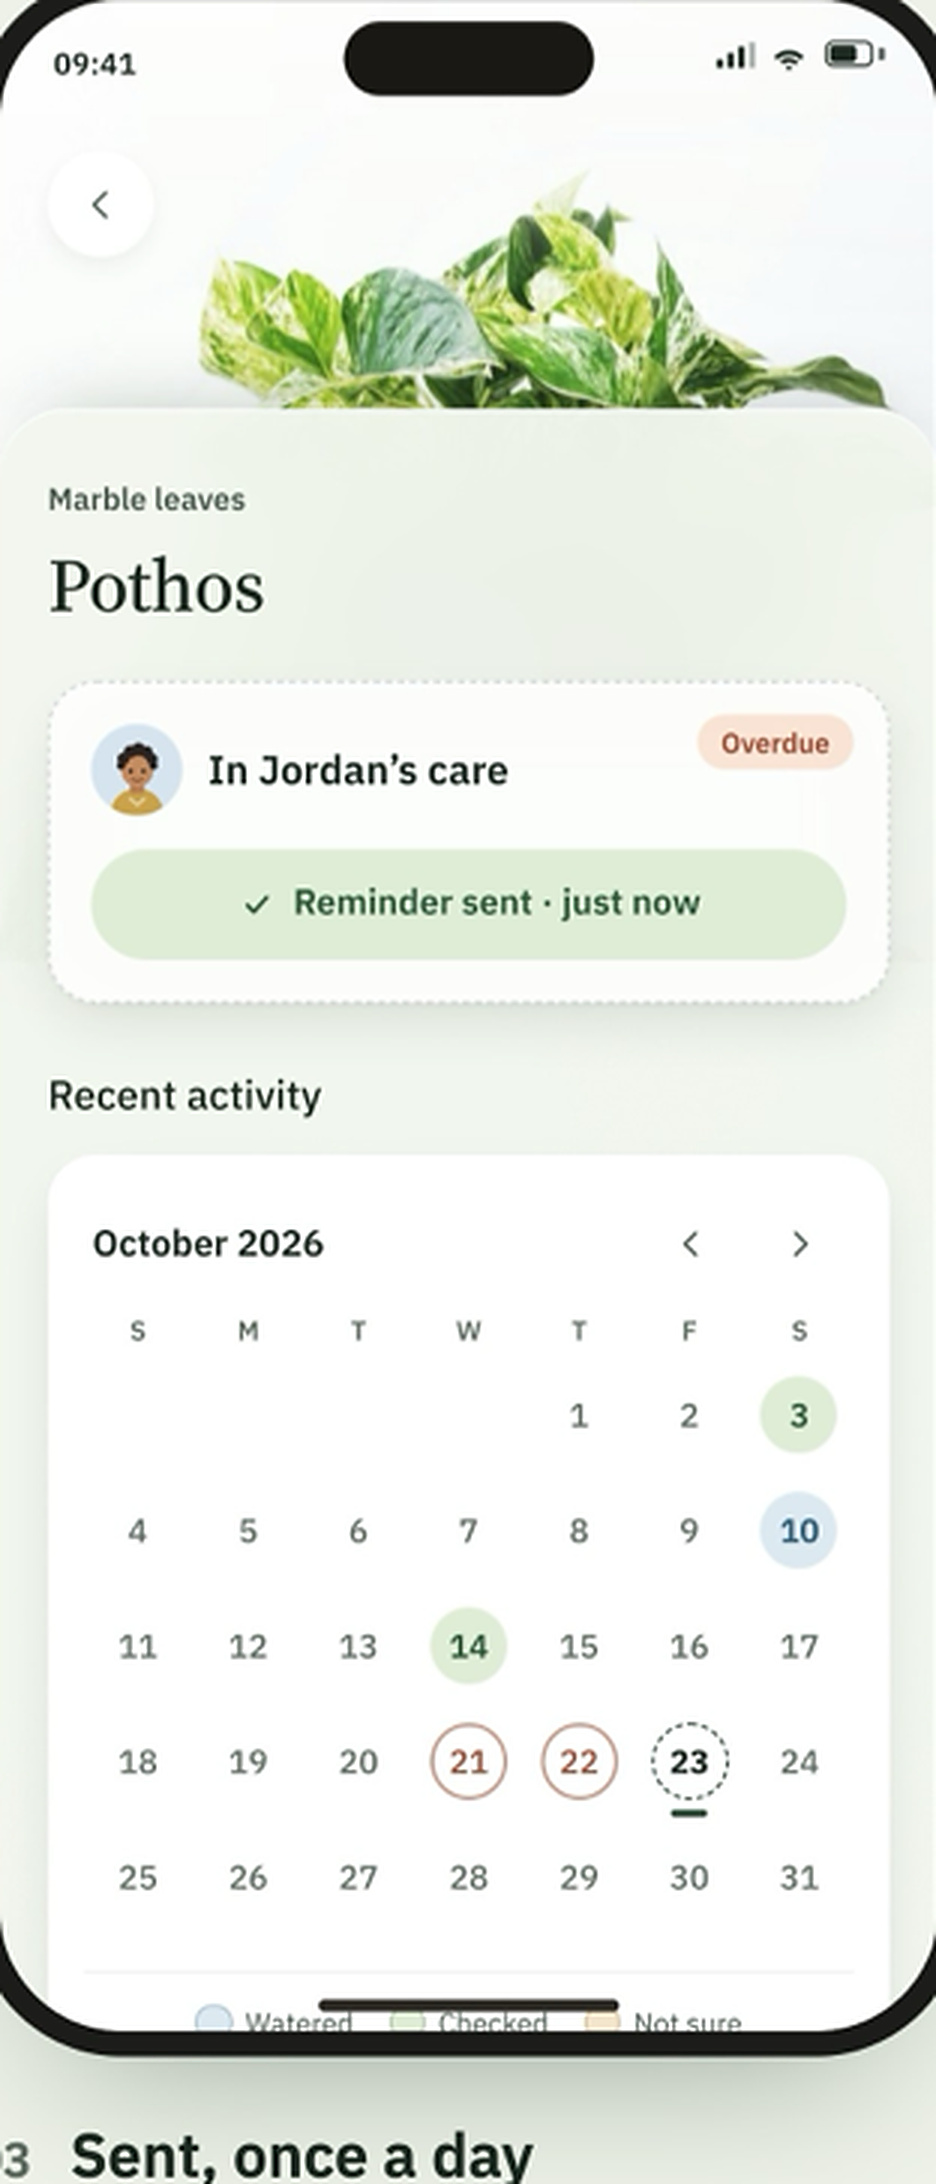 09:41
Marble leaves
Pothos
In Jordan’s care
Overdue
Reminder sent · just now
Recent activity
October 2026
S M T W T F S
1 2 3
4 5 6 7 8 9 10
11 12 13 14 15 16 17
18 19 20 21 22 23 24
25 26 27 28 29 30 31
Watered Checked Not sure
03 Sent, once a day